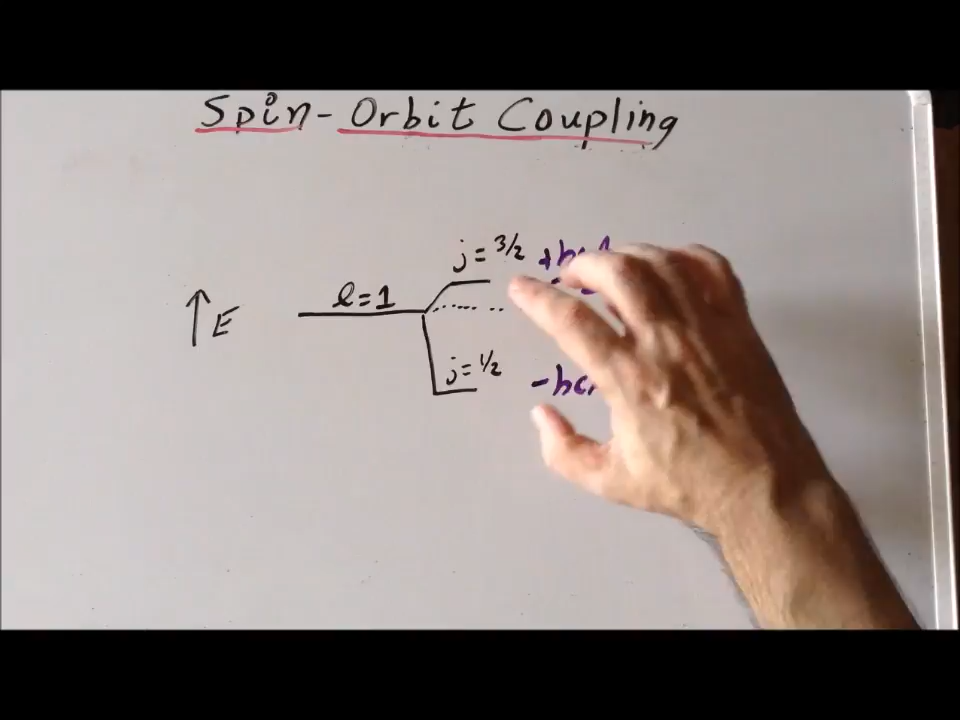 Spin-Orbit Coupling
j = 3/2
l = 1
↑ E
j = 1/2